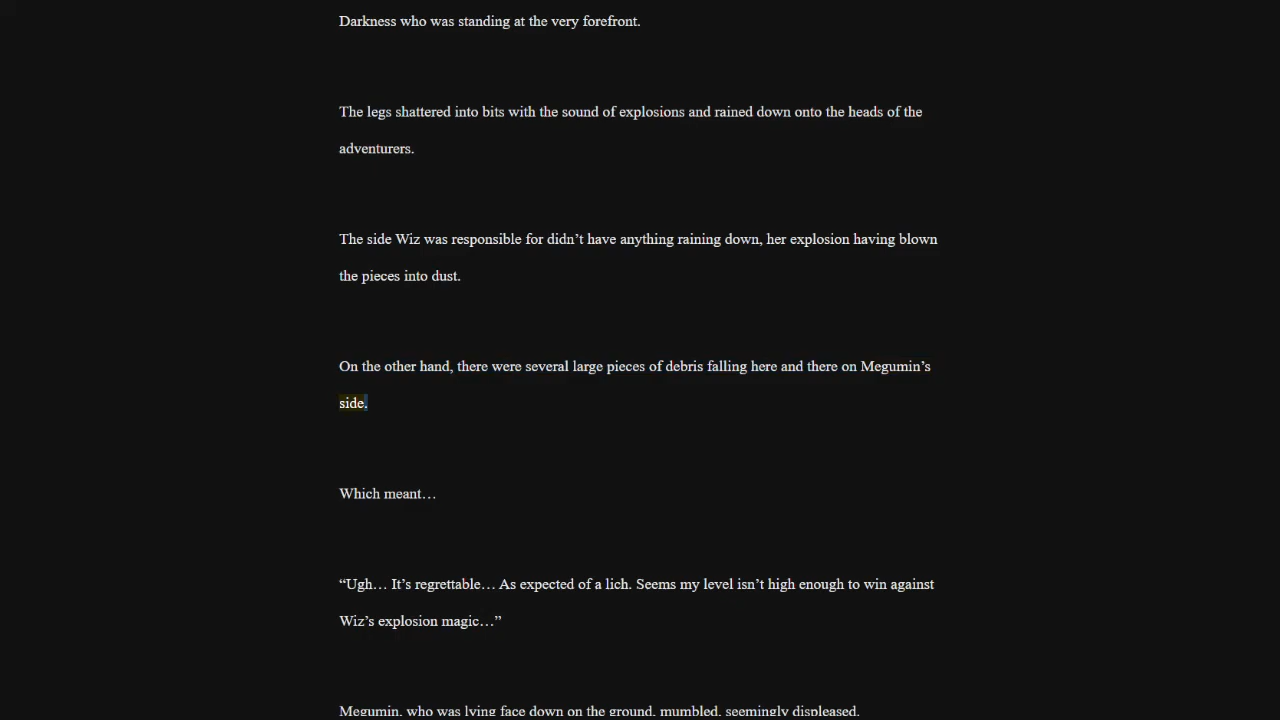 Darkness who was standing at the very forefront.
The legs shattered into bits with the sound of explosions and rained down onto the heads of the
adventurers.
The side Wiz was responsible for didn’t have anything raining down, her explosion having blown
the pieces into dust.
On the other hand, there were several large pieces of debris falling here and there on Megumin’s
side.
Which meant…
“Ugh… It’s regrettable… As expected of a lich. Seems my level isn’t high enough to win against
Wiz’s explosion magic…”
Megumin, who was lying face down on the ground, mumbled, seemingly displeased.